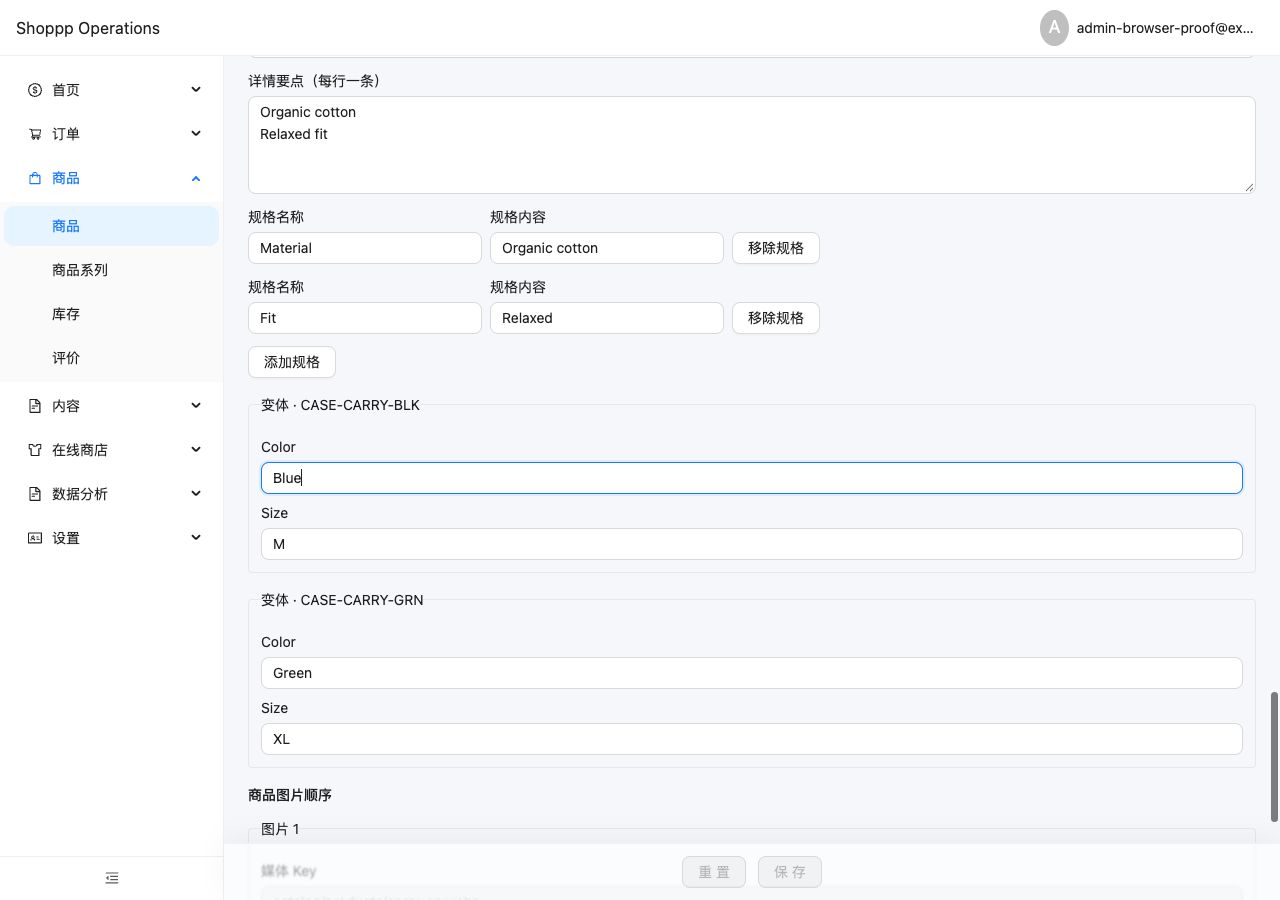 Shoppp Operations
A
admin-browser-proof@ex...
首页
订单
商品
商品
商品系列
库存
评价
内容
在线商店
数据分析
设置
详情要点（每行一条）
Organic cotton
Relaxed fit
规格名称
规格内容
Material
Organic cotton
移除规格
规格名称
规格内容
Fit
Relaxed
移除规格
添加规格
变体 · CASE-CARRY-BLK
Color
Blue
Size
M
变体 · CASE-CARRY-GRN
Color
Green
Size
XL
商品图片顺序
图片 1
媒体 Key
重 置
保 存